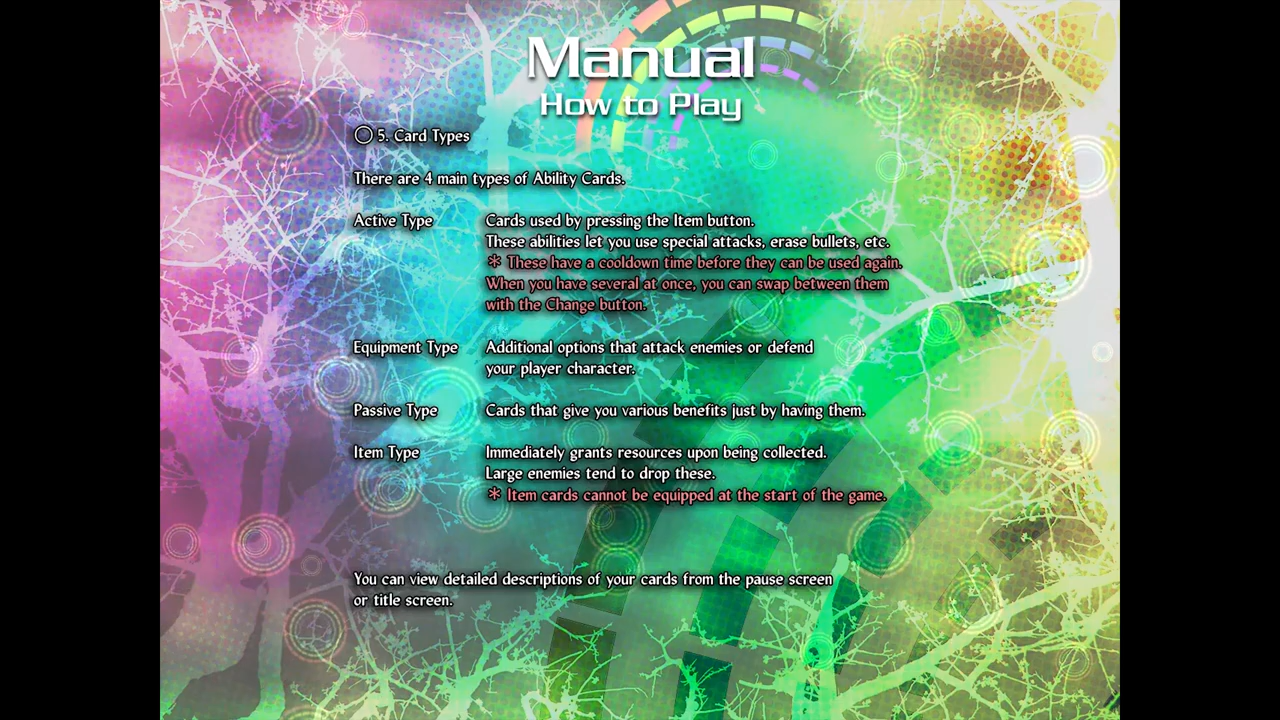 Manual
How to Play
◯ 5. Card Types
There are 4 main types of Ability Cards.
Active Type Cards used by pressing the Item button.
These abilities let you use special attacks, erase bullets, etc.
＊ These have a cooldown time before they can be used again.
When you have several at once, you can swap between them
with the Change button.
Equipment Type Additional options that attack enemies or defend
your player character.
Passive Type Cards that give you various benefits just by having them.
Item Type Immediately grants resources upon being collected.
Large enemies tend to drop these.
＊ Item cards cannot be equipped at the start of the game.
You can view detailed descriptions of your cards from the pause screen
or title screen.